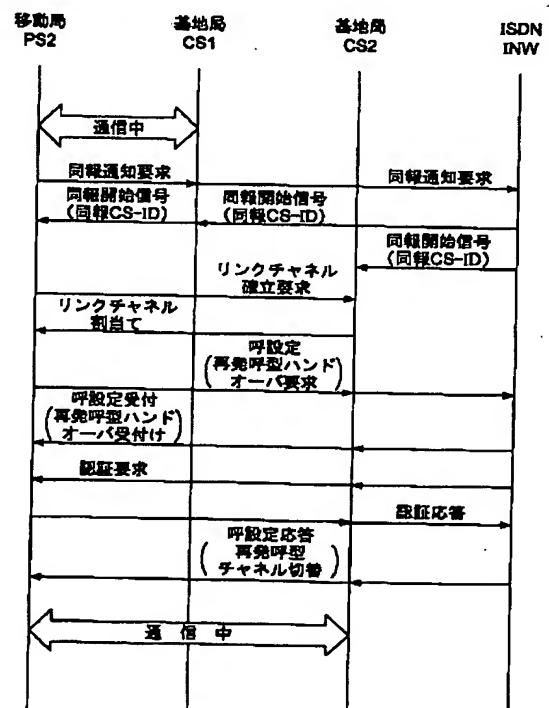 移動局
PS2
基地局
CS1
基地局
CS2
ISDN
INW
通信中
同報通知要求
同報通知要求
同報開始信号
(同報CS-ID)
同報開始信号
(同報CS-ID)
同報開始信号
(同報CS-ID)
リンクチャネル
確立要求
リンクチャネル
割当て
呼設定
(再発呼型ハンド
オーバ要求)
呼設定受付
(再発呼型ハンド
オーバ受付け)
認証要求
認証応答
呼設定応答
(再発呼型
チャネル切替)
通 信 中